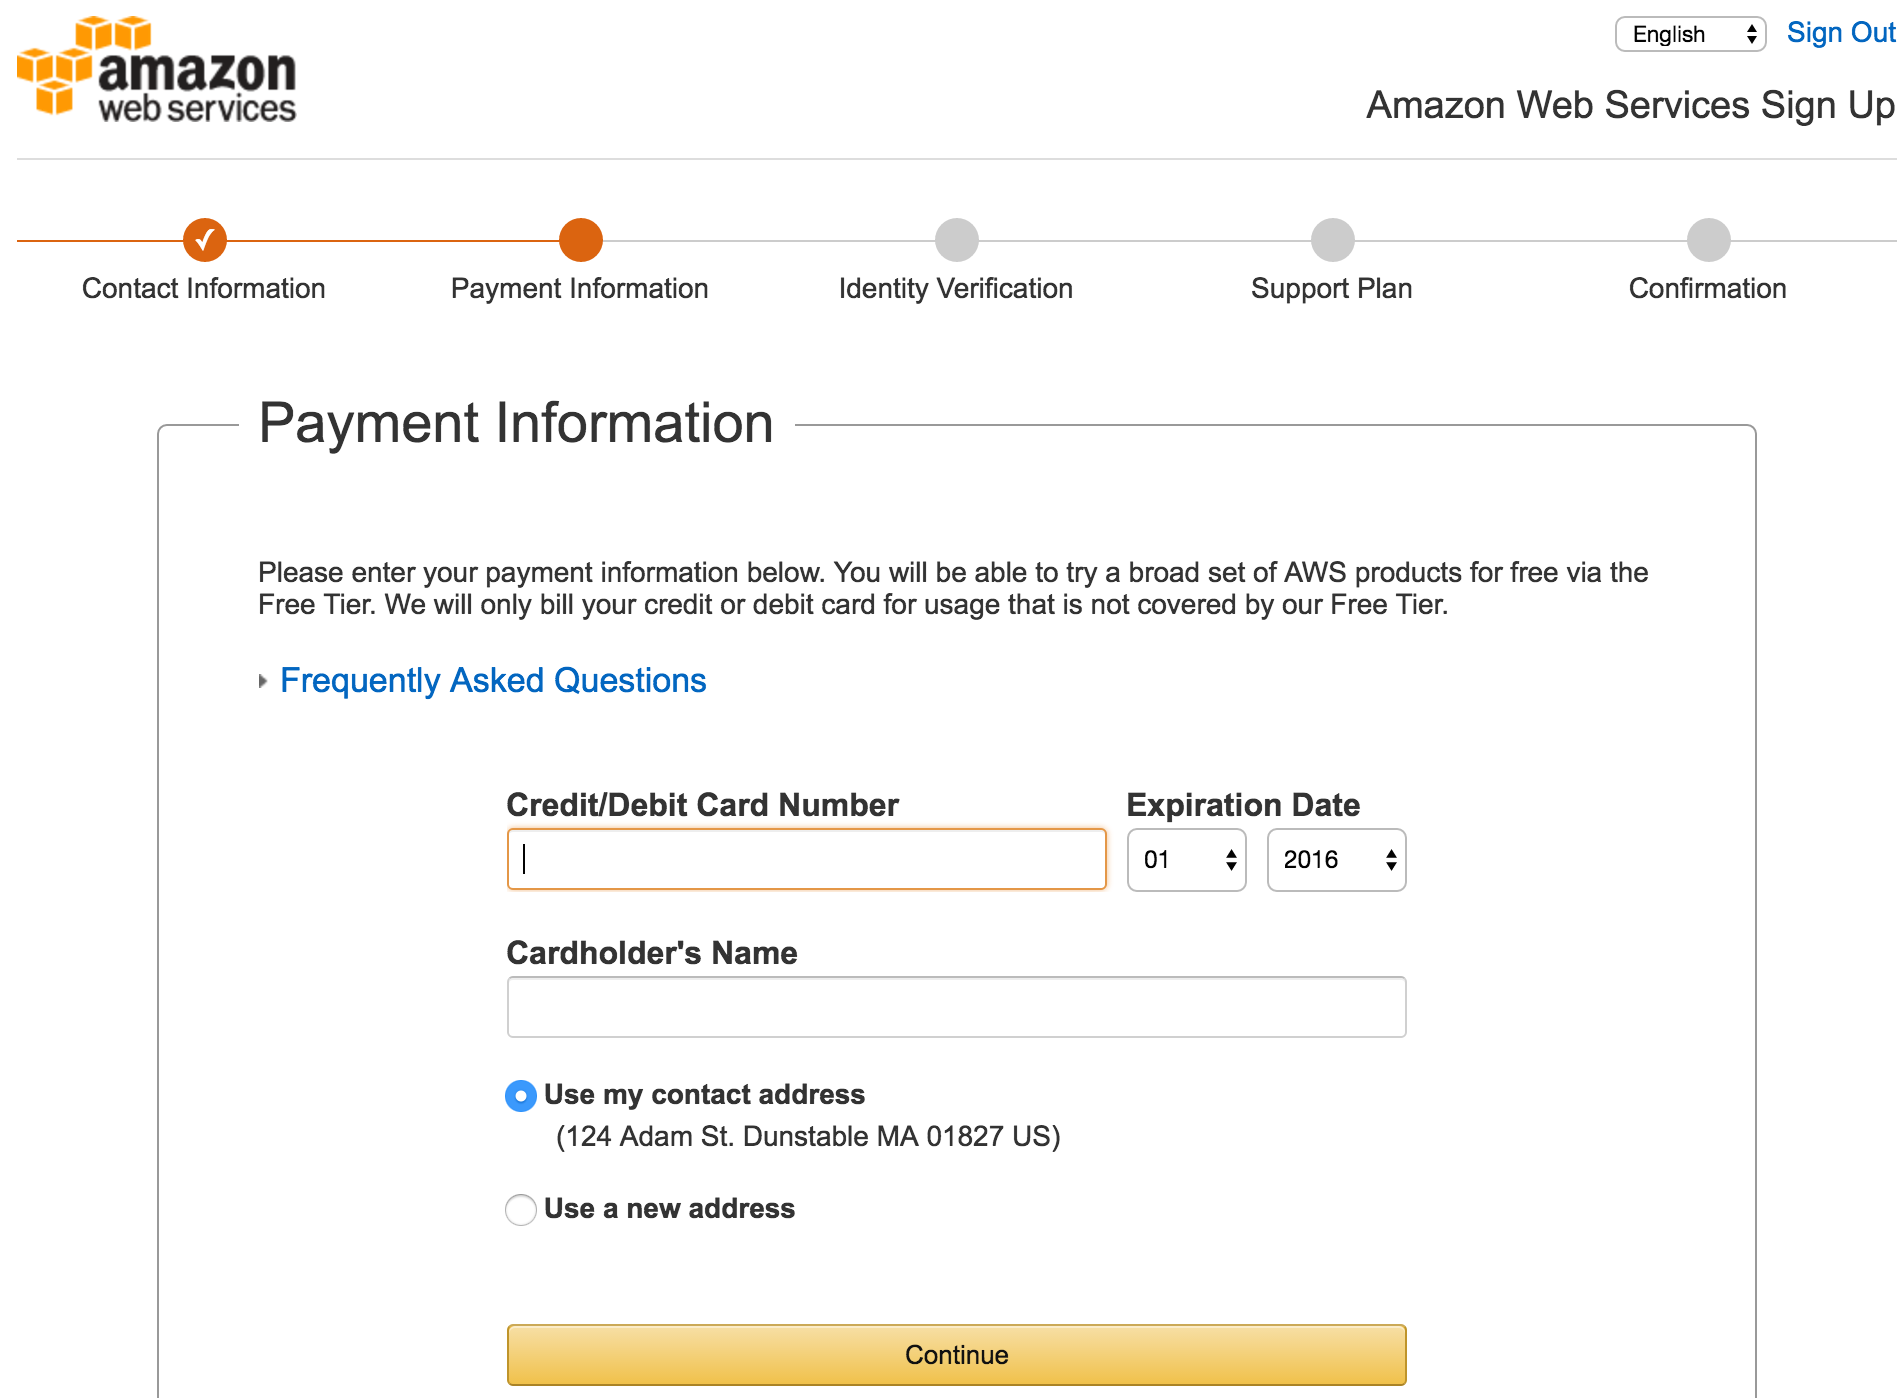 English
Sign Out
amazon
web services
Amazon Web Services Sign Up
Contact Information
Payment Information
Identity Verification
Support Plan
Confirmation
Payment Information
Please enter your payment information below. You will be able to try a broad set of AWS products for free via the
Free Tier. We will only bill your credit or debit card for usage that is not covered by our Free Tier.
Frequently Asked Questions
Credit/Debit Card Number
Expiration Date
01
2016
Cardholder's Name
Use my contact address
(124 Adam St. Dunstable MA 01827 US)
Use a new address
Continue